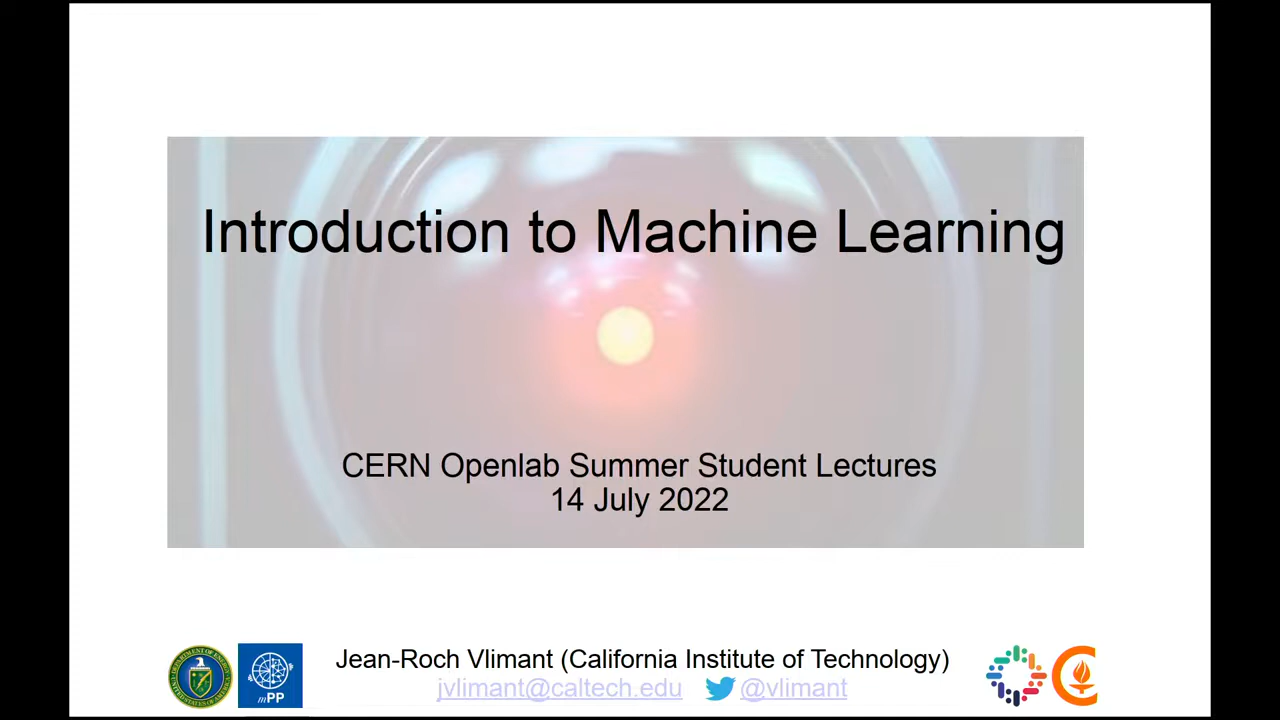 Introduction to Machine Learning
CERN Openlab Summer Student Lectures
14 July 2022
Jean-Roch Vlimant (California Institute of Technology)
jvlimant@caltech.edu @vlimant
mPP